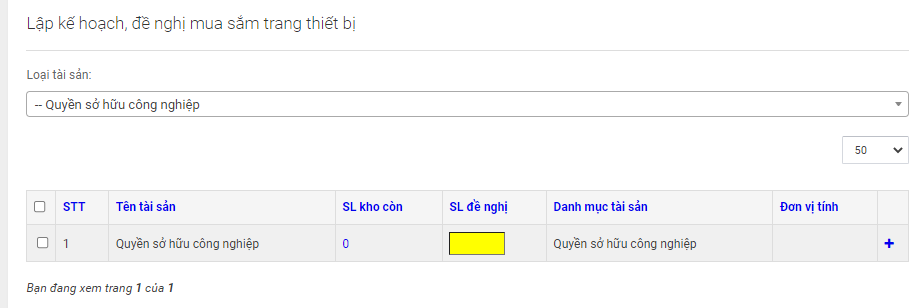 Lập kế hoạch, đề nghị mua sắm trang thiết bị
Loại tài sản:
-- Quyền sở hữu công nghiệp
50
STT Tên tài sản SL kho còn SL đề nghị Danh mục tài sản Đơn vị tính
1 Quyền sở hữu công nghiệp 0 Quyền sở hữu công nghiệp +
Bạn đang xem trang 1 của 1